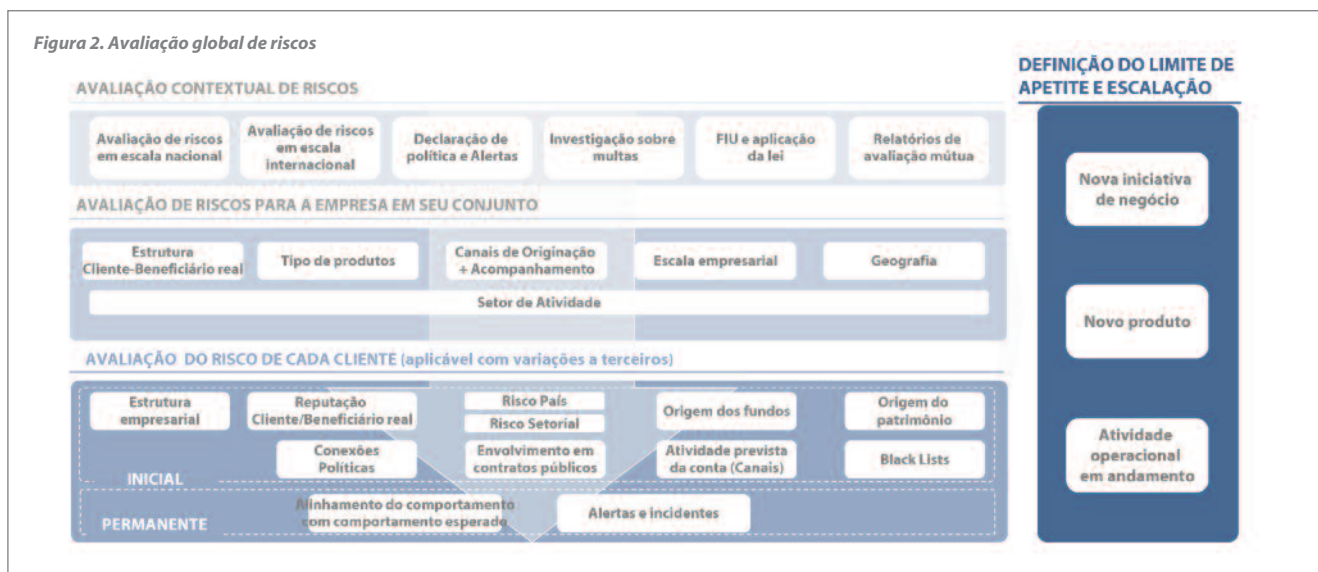 Figura 2. Avaliação global de riscos
AVALIAÇÃO CONTEXTUAL DE RISCOS
Avaliação de riscos
em escala nacional
Avaliação de riscos
em escala
internacional
Declaração de
política e Alertas
Investigação sobre
multas
FIU e aplicação
da lei
Relatórios de
avaliação mútua
AVALIAÇÃO DE RISCOS PARA A EMPRESA EM SEU CONJUNTO
Estrutura
Cliente-Beneficiário real
Tipo de produtos
Canais de Originação
+ Acompanhamento
Escala empresarial
Geografia
Setor de Atividade
AVALIAÇÃO DO RISCO DE CADA CLIENTE (aplicável com variações a terceiros)
Estrutura
empresarial
Reputação
Cliente/Beneficiário real
Risco País
Risco Setorial
Origem dos fundos
Origem do
patrimônio
Conexões
Políticas
Envolvimento em
contratos públicos
Atividade prevista
da conta (Canais)
Black Lists
INICIAL
Alinhamento do comportamento
com comportamento esperado
Alertas e incidentes
PERMANENTE
DEFINIÇÃO DO LIMITE DE
APETITE E ESCALAÇÃO
Nova iniciativa
de negócio
Novo produto
Atividade
operacional
em andamento